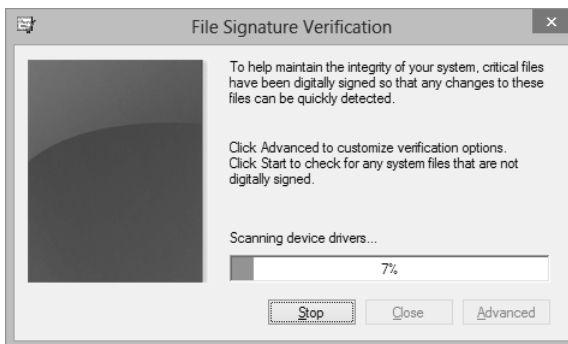 File Signature Verification
To help maintain the integrity of your system, critical files
have been digitally signed so that any changes to these
files can be quickly detected.
Click Advanced to customize verification options.
Click Start to check for any system files that are not
digitally signed.
Scanning device drivers...
7%
Stop Close Advanced